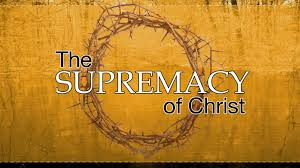 The
SUPREMACY
of Christ